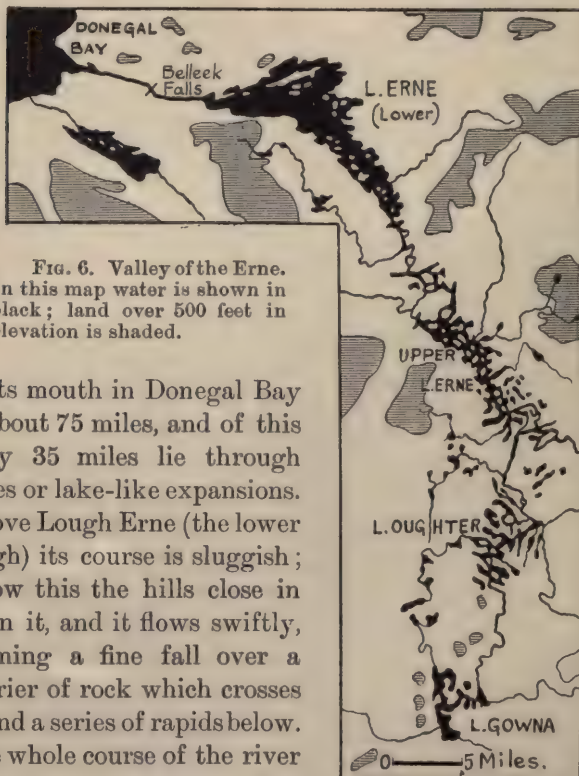 DONEGAL
BAY
Belleek
Falls
L.ERNE
(Lower)
UPPER
L.ERNE
L.OUGHTER
L.GOWNA
0 5 Miles.
FIG. 6. Valley of the Erne.
n this map water is shown in
black ; land over 500 feet in
elevation is shaded.
ts mouth in Donegal Bay
bout 75 miles, and of this
y 35 miles lie through
es or lake-like expansions.
ove Lough Erne (the lower
gh) its course is sluggish ;
ow this the hills close in
n it, and it flows swiftly,
ning a fine fall over a
rier of rock which crosses
nd a series of rapids below.
e whole course of the river